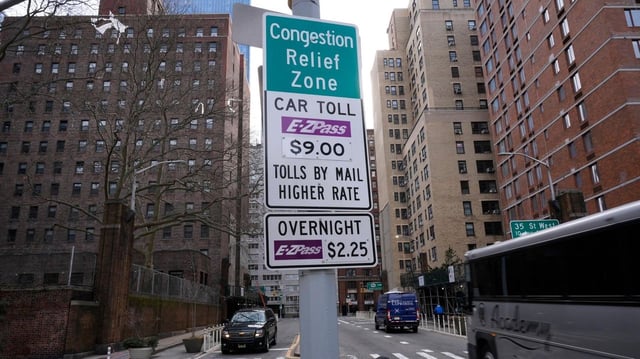 Congestion
Relief
Zone
CAR TOLL
E-ZPass
$9.00
TOLLS BY MAIL
HIGHER RATE
OVERNIGHT
E-ZPass $2.25
35 St West
Academy